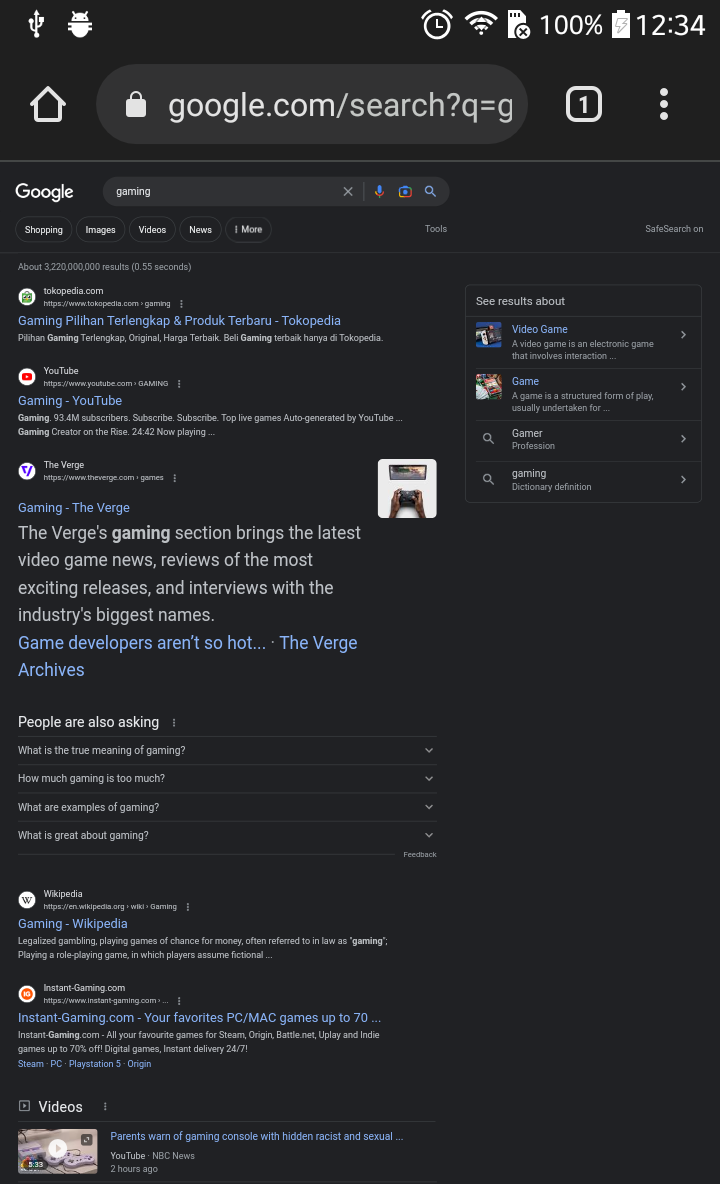 100% 12:34
google.com/search?q=g
1
Google
gaming
Shopping
Images
Videos
News
More
Tools
SafeSearch on
About 3,220,000,000 results (0.55 seconds)
tokopedia.com
https://www.tokopedia.com › gaming
Gaming Pilihan Terlengkap & Produk Terbaru - Tokopedia
Pilihan Gaming Terlengkap, Original, Harga Terbaik. Beli Gaming terbaik hanya di Tokopedia.
YouTube
https://www.youtube.com › GAMING
Gaming - YouTube
Gaming. 93.4M subscribers. Subscribe. Subscribe. Top live games Auto-generated by YouTube ...
Gaming Creator on the Rise. 24:42 Now playing ...
The Verge
https://www.theverge.com › games
Gaming - The Verge
The Verge's gaming section brings the latest
video game news, reviews of the most
exciting releases, and interviews with the
industry's biggest names.
Game developers aren't so hot... · The Verge
Archives
See results about
Video Game
A video game is an electronic game
that involves interaction ...
Game
A game is a structured form of play,
usually undertaken for ...
Gamer
Profession
gaming
Dictionary definition
People are also asking
What is the true meaning of gaming?
How much gaming is too much?
What are examples of gaming?
What is great about gaming?
Feedback
W
Wikipedia
https://en.wikipedia.org › wiki › Gaming
Gaming - Wikipedia
Legalized gambling, playing games of chance for money, often referred to in law as "gaming";
Playing a role-playing game, in which players assume fictional ...
IG
Instant-Gaming.com
https://www.instant-gaming.com › ...
Instant-Gaming.com - Your favorites PC/MAC games up to 70 ...
Instant-Gaming.com - All your favourite games for Steam, Origin, Battle.net, Uplay and Indie
games up to 70% off! Digital games, Instant delivery 24/7!
Steam · PC · Playstation 5 · Origin
Videos
5:33
Parents warn of gaming console with hidden racist and sexual ...
YouTube · NBC News
2 hours ago